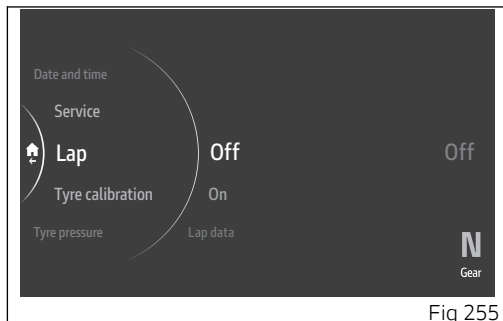 Date and time
Service
Lap Off Off
Tyre calibration On
Tyre pressure Lap data
N
Gear
Fig 255